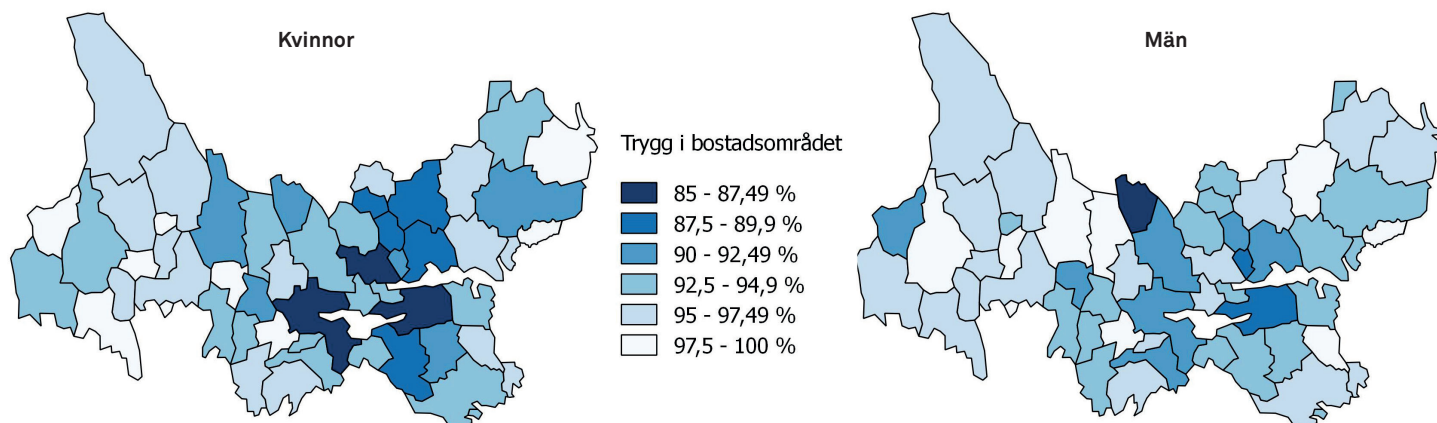 Kvinnor
Män
Trygg i bostadsområdet
85 - 87,49 %
87,5 - 89,9 %
90 - 92,49 %
92,5 - 94,9 %
95 - 97,49 %
97,5 - 100 %